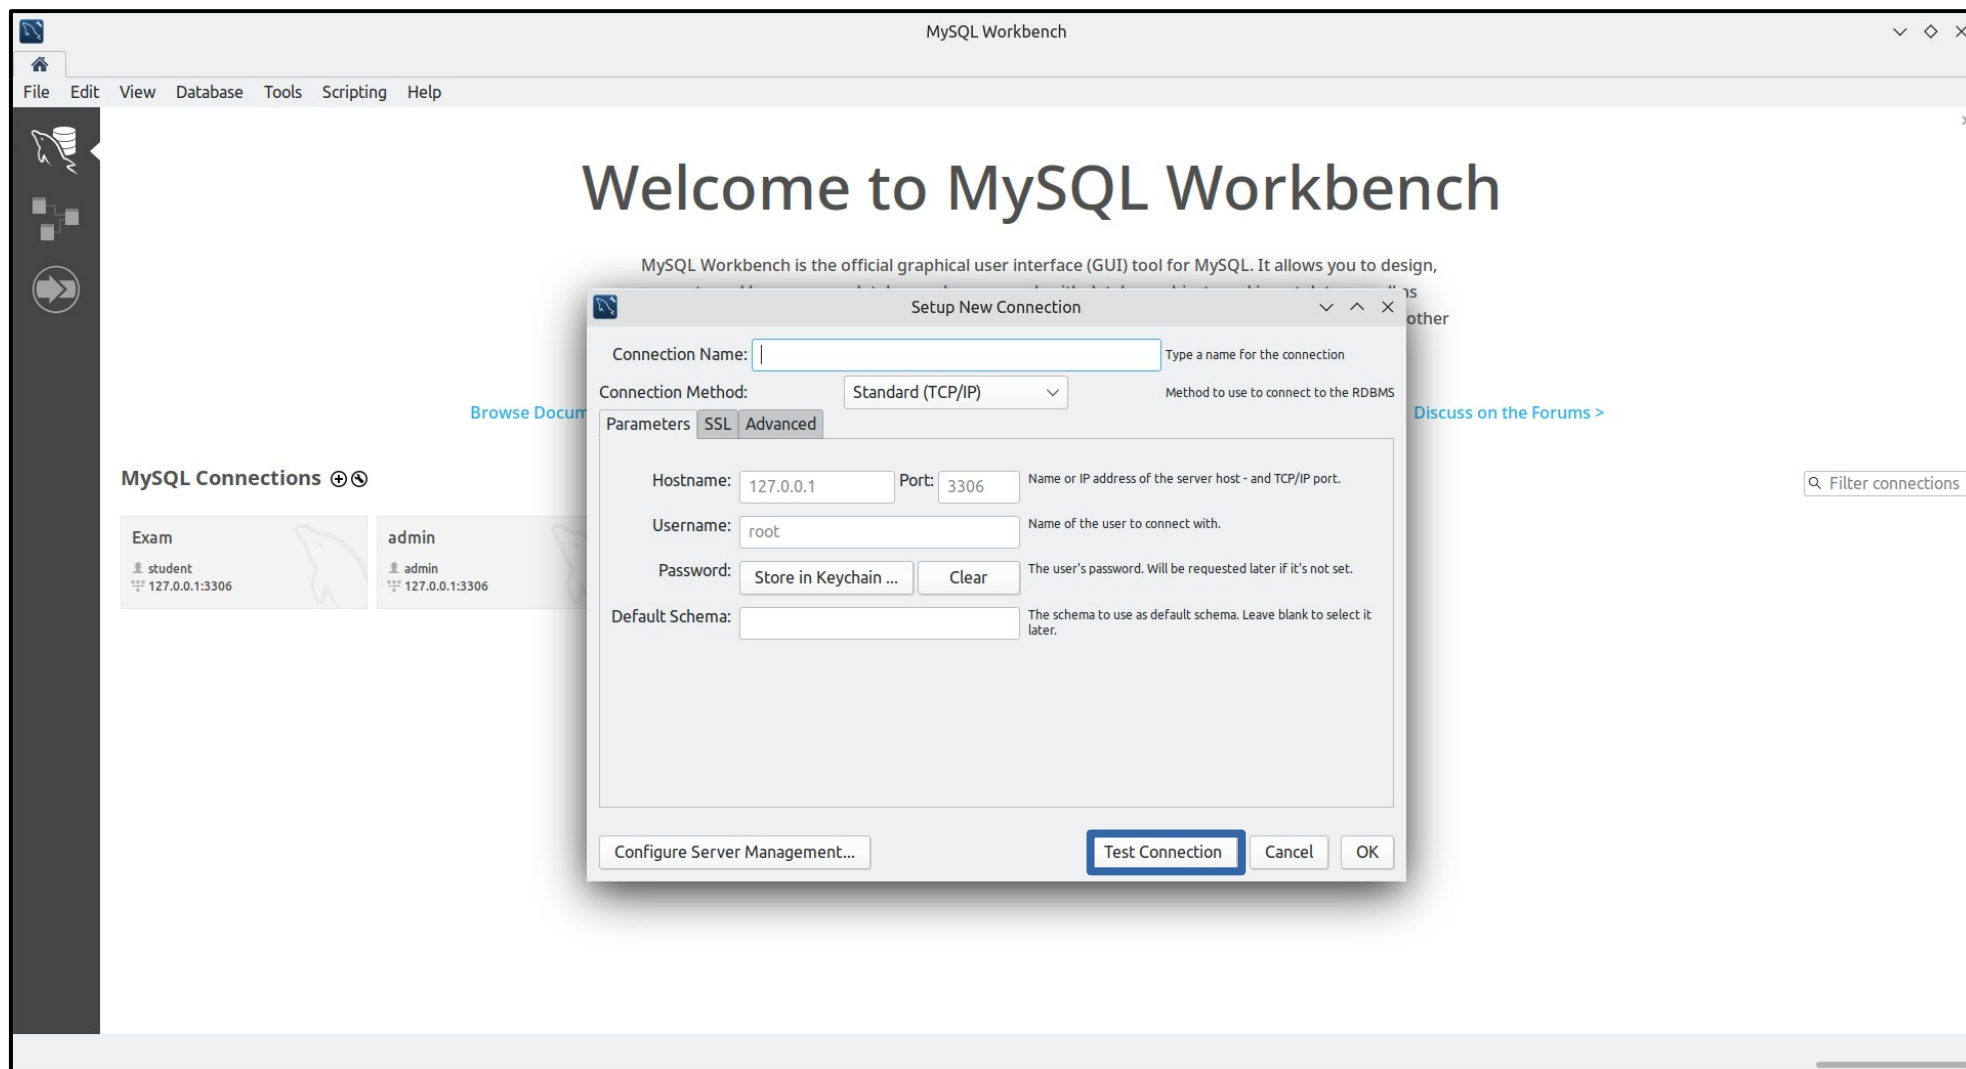 MySQL Workbench
File Edit View Database Tools Scripting Help
Welcome to MySQL Workbench
MySQL Workbench is the official graphical user interface (GUI) tool for MySQL. It allows you to design,
other
Browse Docum
Discuss on the Forums >
MySQL Connections
Filter connections
Exam
student
127.0.0.1:3306
admin
admin
127.0.0.1:3306
Setup New Connection
Connection Name: Type a name for the connection
Connection Method: Standard (TCP/IP) Method to use to connect to the RDBMS
Parameters SSL Advanced
Hostname: 127.0.0.1 Port: 3306 Name or IP address of the server host - and TCP/IP port.
Username: root Name of the user to connect with.
Password: Store in Keychain ... Clear The user's password. Will be requested later if it's not set.
Default Schema: The schema to use as default schema. Leave blank to select it
later.
Configure Server Management... Test Connection Cancel OK